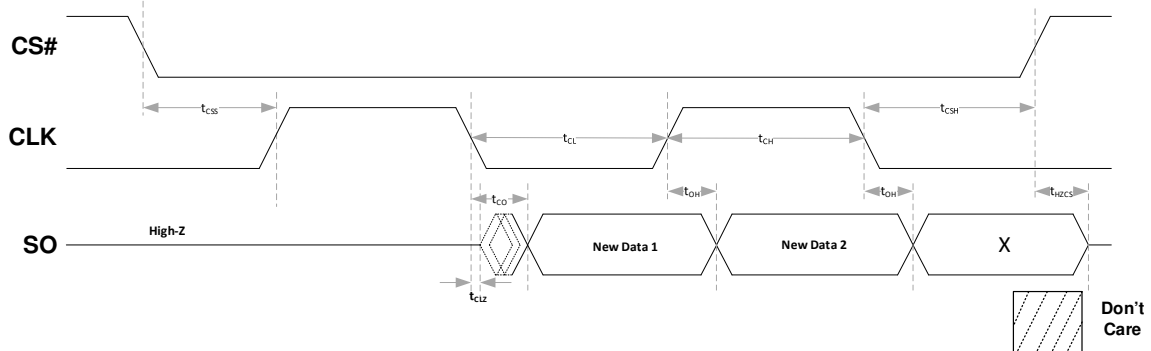 CS#
tCSS
tCSH
CLK
tCL
tCH
tCO
tOH
tOH
tHZCS
SO
High-Z
New Data 1
New Data 2
X
tCLZ
Don't
Care